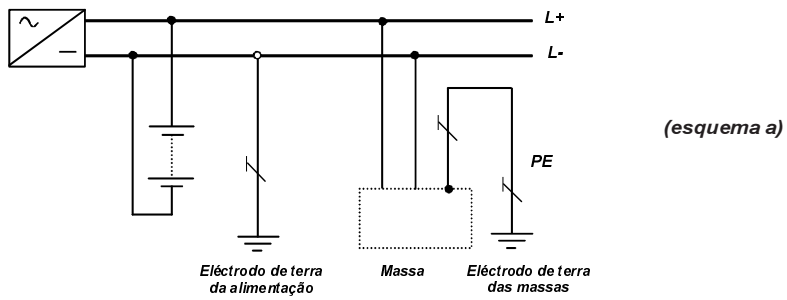 L+
L-
(esquema a)
PE
Eléctrodo de terra
da alimentação
Massa
Eléctrodo de terra
das massas